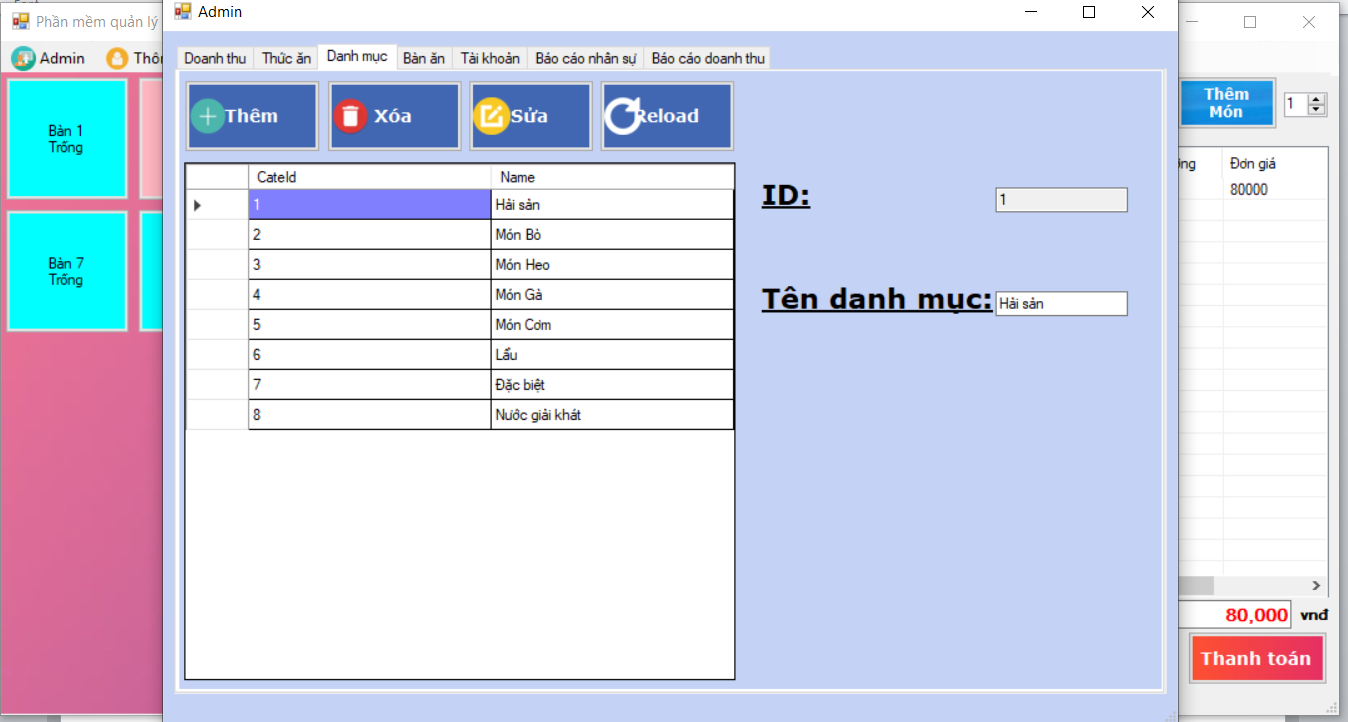 Phần mềm quản lý
Admin
Admin
Thôn
Doanh thu
Thức ăn
Danh mục
Bàn ăn
Tài khoản
Báo cáo nhân sự
Báo cáo doanh thu
Bàn 1
Trống
Bàn 7
Trống
Thêm
Xóa
Sửa
Reload
CateId Name
1 Hải sản
2 Món Bò
3 Món Heo
4 Món Gà
5 Món Cơm
6 Lẩu
7 Đặc biệt
8 Nước giải khát
ID: 1
Tên danh mục: Hải sản
Thêm
Món
1
Đơn giá
80000
80,000 vnđ
Thanh toán